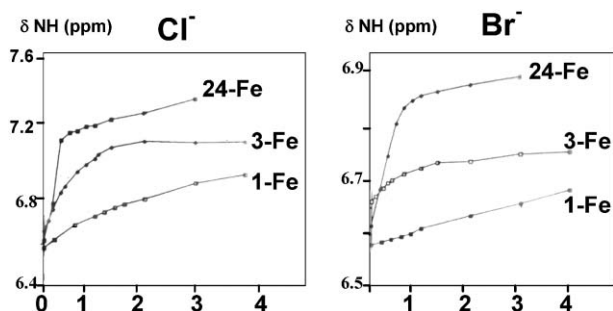 δ NH (ppm) Cl⁻
7.6
7.2
6.8
6.4
24-Fe
3-Fe
1-Fe
0 1 2 3 4
δ NH (ppm) Br⁻
6.9
6.7
6.5
24-Fe
3-Fe
1-Fe
1 2 3 4